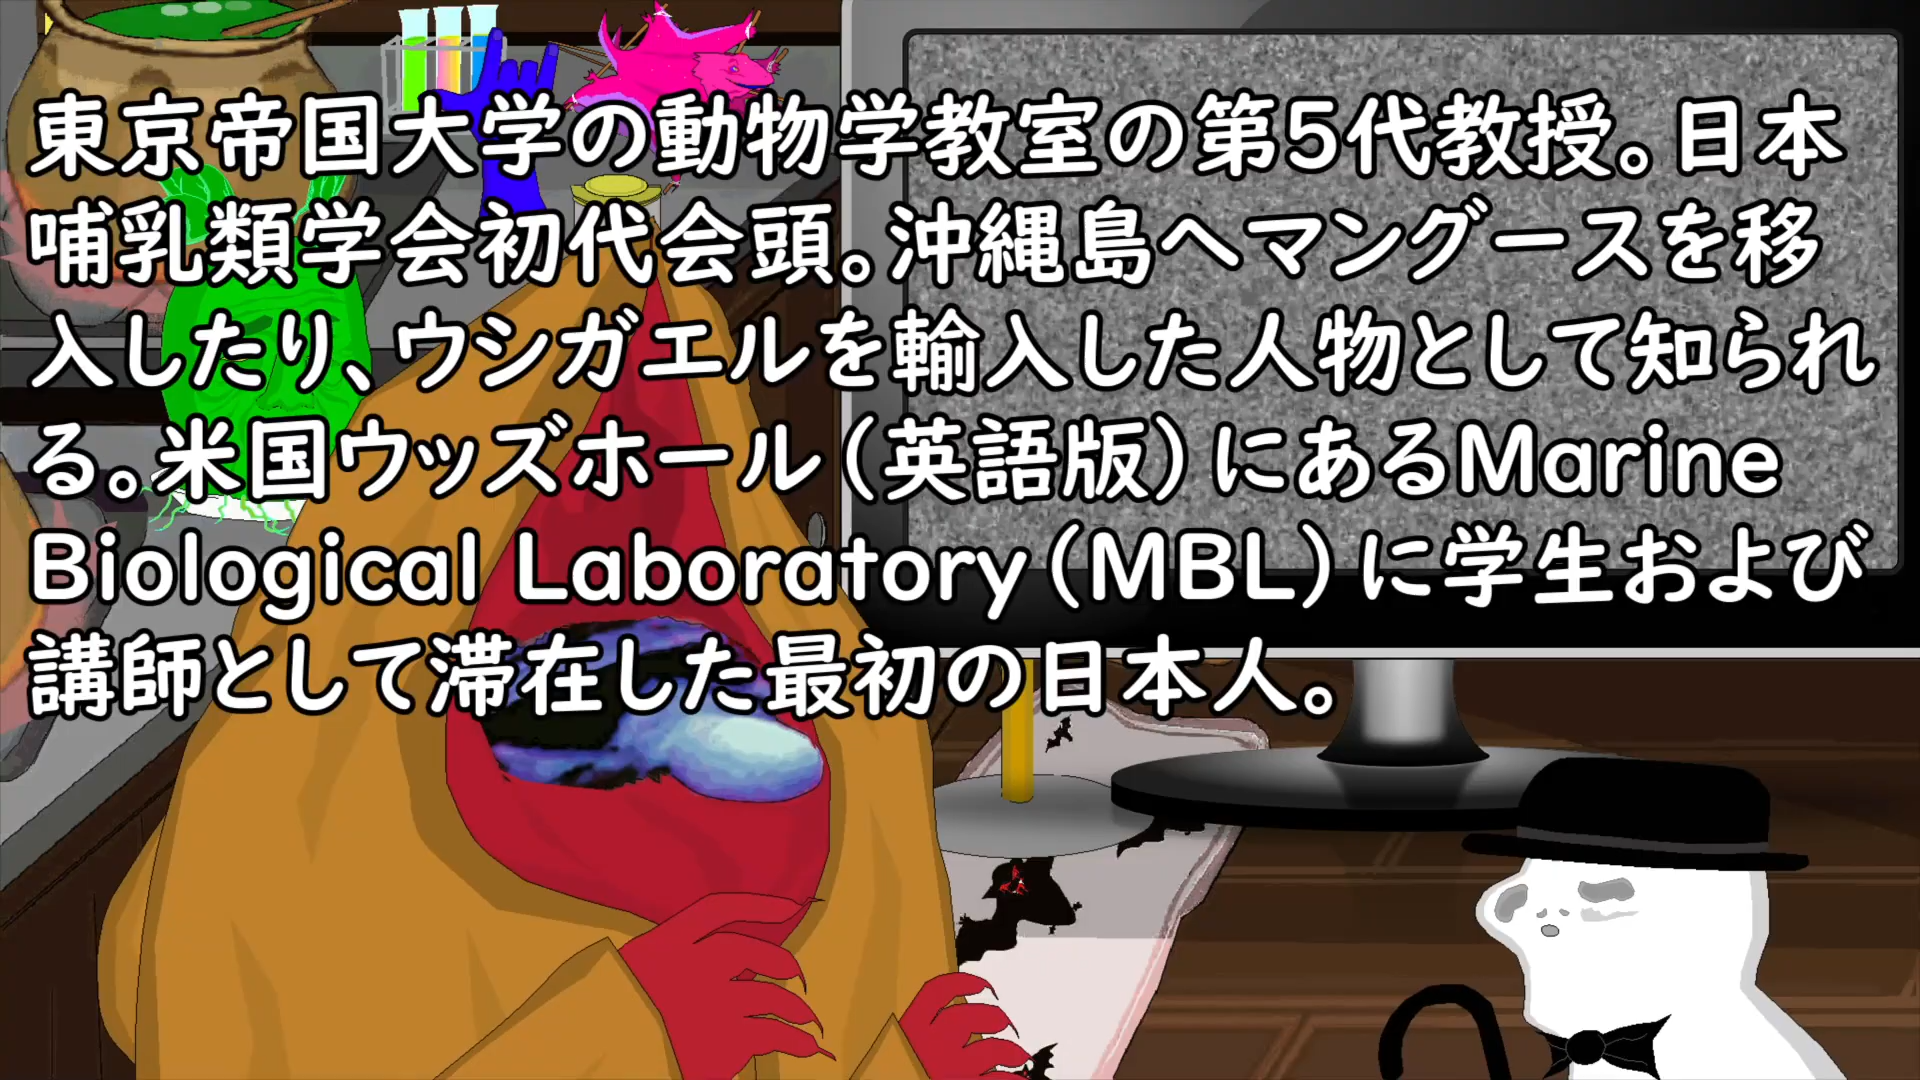 東京帝国大学の動物学教室の第5代教授。日本
哺乳類学会初代会頭。沖縄島へマングースを移
入したり、ウシガエルを輸入した人物として知られ
る。米国ウッズホール（英語版）にあるMarine
Biological Laboratory（MBL）に学生および
講師として滞在した最初の日本人。